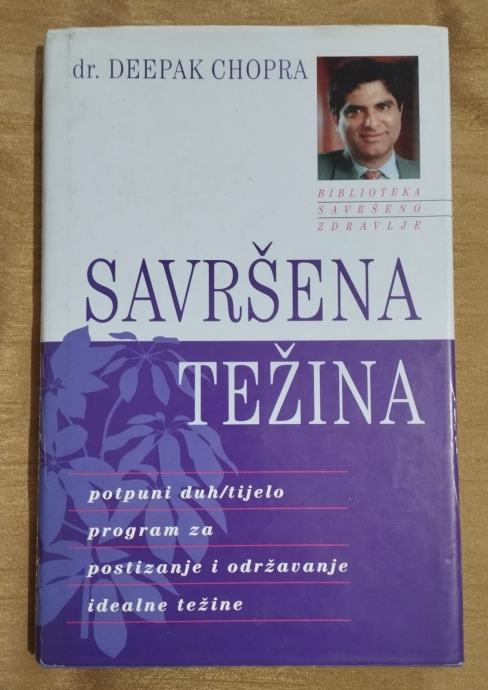 dr. DEEPAK CHOPRA
BIBLIOTEKA
SAVRŠENO
ZDRAVLJE
SAVRŠENA
TEŽINA
potpuni duh/tijelo
program za
postizanje i održavanje
idealne težine